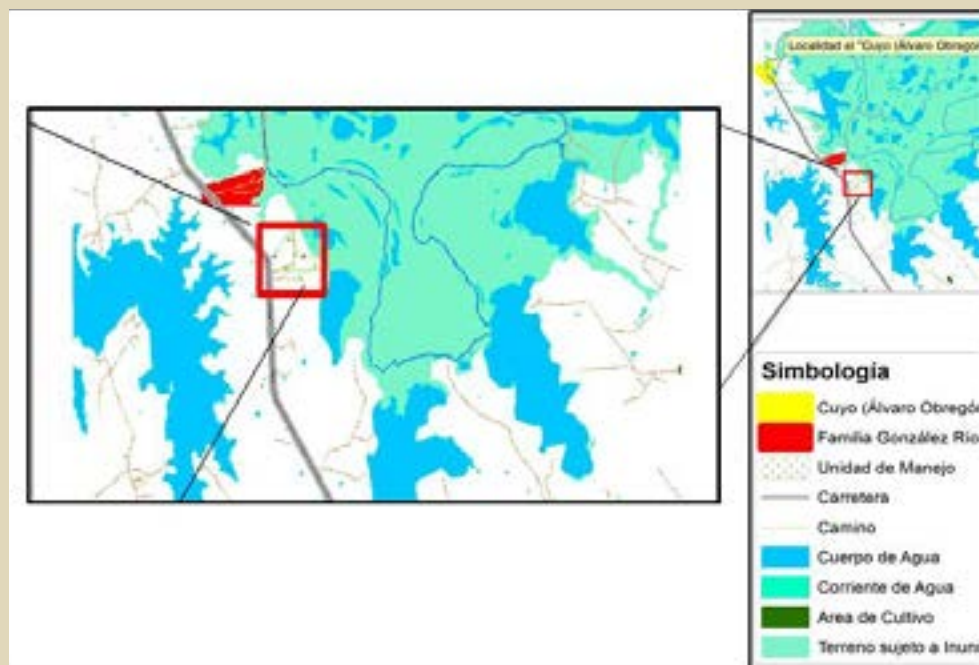 Localidad el "Cuyo (Álvaro Obregón
Simbología
Cuyo (Álvaro Obregó
Familia González Río
Unidad de Manejo
Carretera
Camino
Cuerpo de Agua
Corriente de Agua
Area de Cultivo
Terreno sujeto a Inun